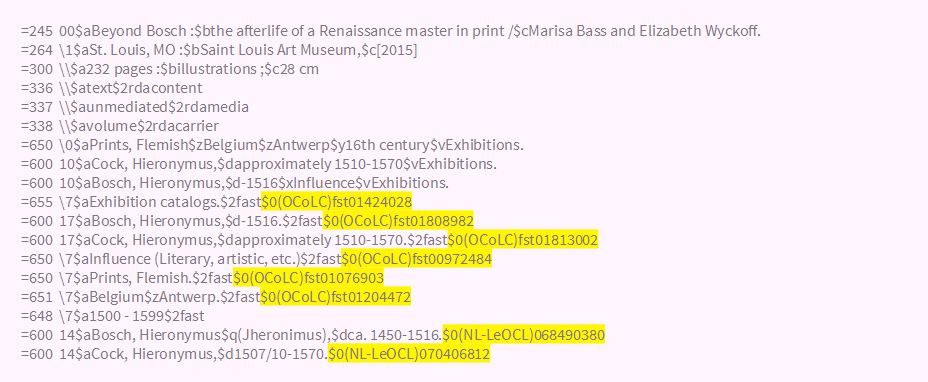 =245 00$aBeyond Bosch :$bthe afterlife of a Renaissance master in print /$cMarisa Bass and Elizabeth Wyckoff.
=264 \1$aSt. Louis, MO :$bSaint Louis Art Museum,$c[2015]
=300 \\$a232 pages :$billustrations ;$c28 cm
=336 \\$atext$2rdacontent
=337 \\$aunmediated$2rdamedia
=338 \\$avolume$2rdacarrier
=650 \0$aPrints, Flemish$zBelgium$zAntwerp$y16th century$vExhibitions.
=600 10$aCock, Hieronymus,$dapproximately 1510-1570$vExhibitions.
=600 10$aBosch, Hieronymus,$d-1516$xInfluence$vExhibitions.
=655 \7$aExhibition catalogs.$2fast$0(OCoLC)fst01424028
=600 17$aBosch, Hieronymus,$d-1516.$2fast$0(OCoLC)fst01808982
=600 17$aCock, Hieronymus,$dapproximately 1510-1570.$2fast$0(OCoLC)fst01813002
=650 \7$aInfluence (Literary, artistic, etc.)$2fast$0(OCoLC)fst00972484
=650 \7$aPrints, Flemish.$2fast$0(OCoLC)fst01076903
=651 \7$aBelgium$zAntwerp.$2fast$0(OCoLC)fst01204472
=648 \7$a1500 - 1599$2fast
=600 14$aBosch, Hieronymus$q(Jheronimus),$dca. 1450-1516.$0(NL-LeOCL)068490380
=600 14$aCock, Hieronymus,$d1507/10-1570.$0(NL-LeOCL)070406812